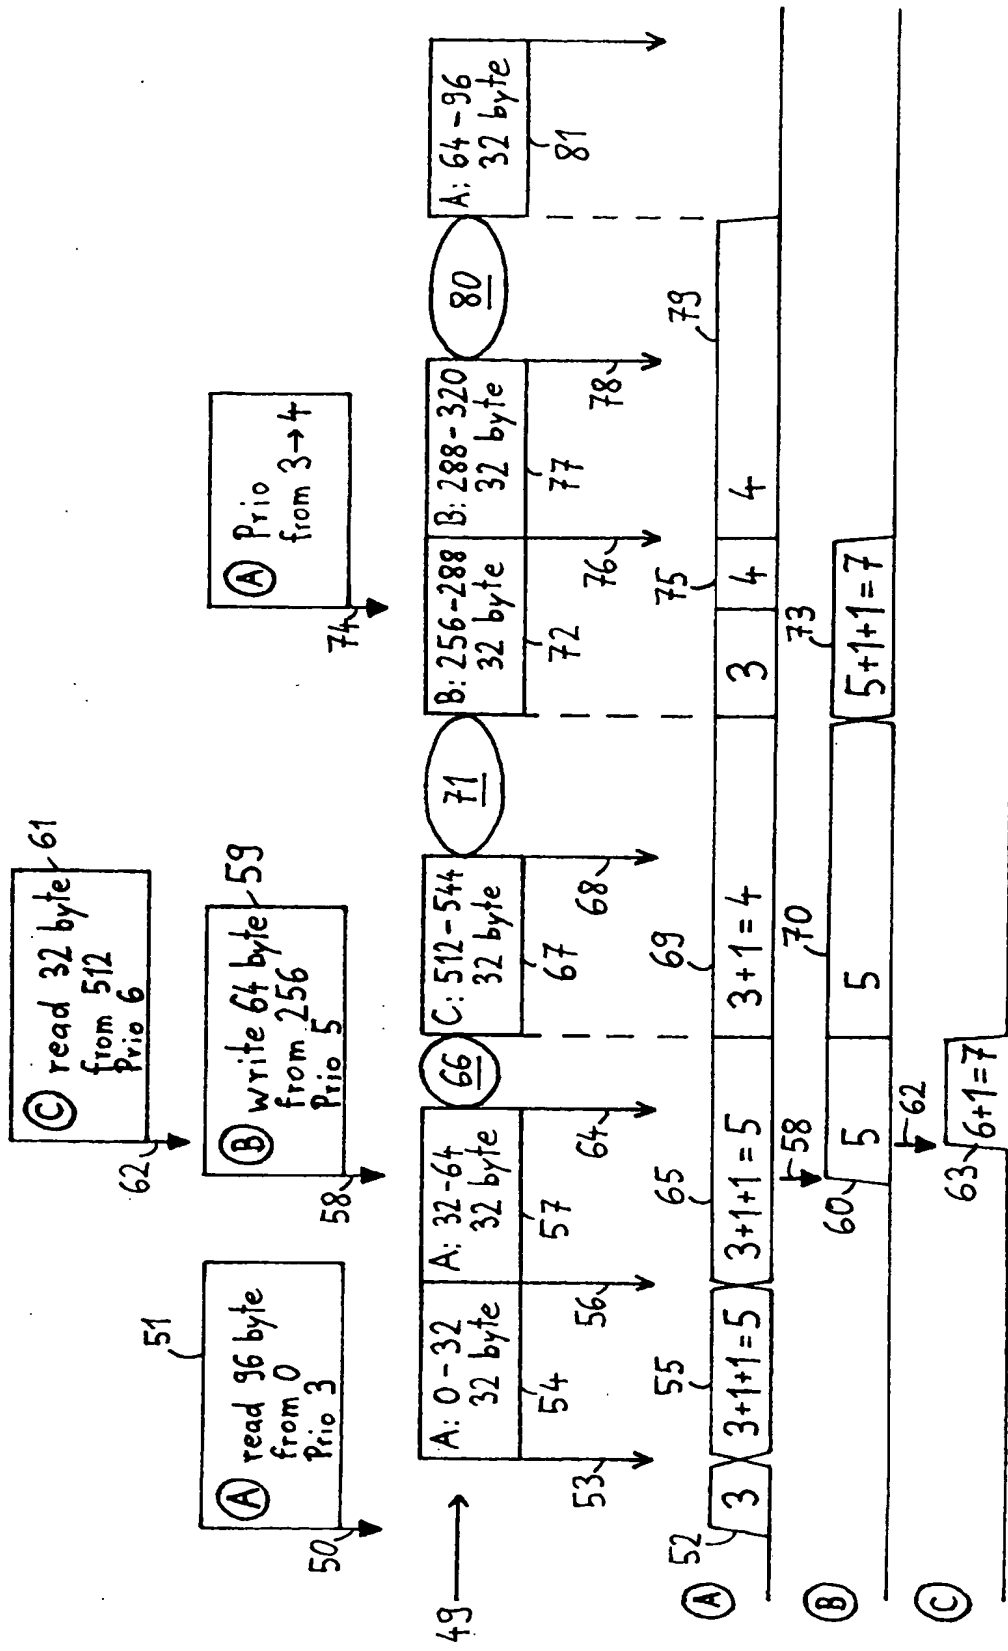 61
Ⓒ read 32 byte
from 512
Prio 6
62
51
Ⓐ read 96 byte
from 0
Prio 3
50
59
Ⓑ write 64 byte
from 256
Prio 5
58
Ⓐ Prio
from 3→4
74
49
A: 0-32
32 byte
A: 32-64
32 byte
66
C: 512-544
32 byte
71
B: 256-288
32 byte
B: 288-320
32 byte
80
A: 64-96
32 byte
53
54
56
57
64
67
68
72
76
77
78
81
52
55
65
69
75
79
Ⓐ
3
3+1+1=5
3+1+1=5
3+1=4
3
4
4
58
60
70
73
Ⓑ
5
5
5+1+1=7
62
63
Ⓒ
6+1=7